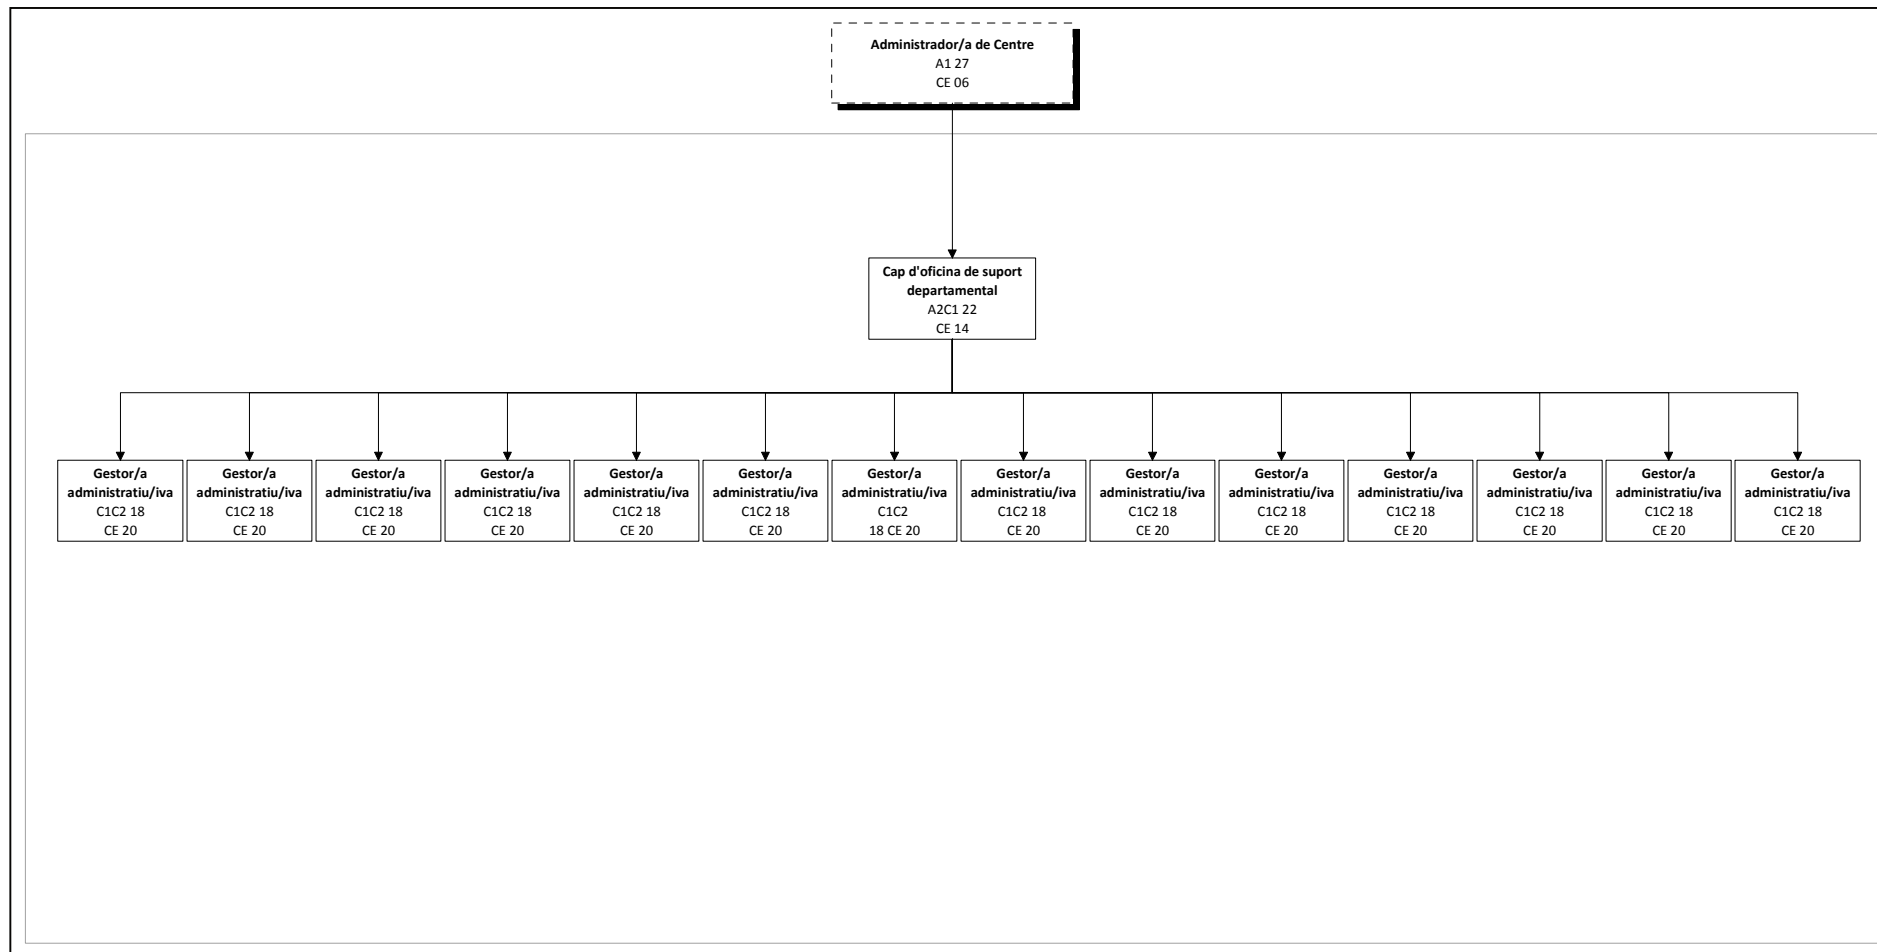 Administrador/a de Centre
A1 27
CE 06
Cap d'oficina de suport
departamental
A2C1 22
CE 14
Gestor/a
administratiu/iva
C1C2 18
CE 20
Gestor/a
administratiu/iva
C1C2 18
CE 20
Gestor/a
administratiu/iva
C1C2 18
CE 20
Gestor/a
administratiu/iva
C1C2 18
CE 20
Gestor/a
administratiu/iva
C1C2 18
CE 20
Gestor/a
administratiu/iva
C1C2 18
CE 20
Gestor/a
administratiu/iva
C1C2
18 CE 20
Gestor/a
administratiu/iva
C1C2 18
CE 20
Gestor/a
administratiu/iva
C1C2 18
CE 20
Gestor/a
administratiu/iva
C1C2 18
CE 20
Gestor/a
administratiu/iva
C1C2 18
CE 20
Gestor/a
administratiu/iva
C1C2 18
CE 20
Gestor/a
administratiu/iva
C1C2 18
CE 20
Gestor/a
administratiu/iva
C1C2 18
CE 20